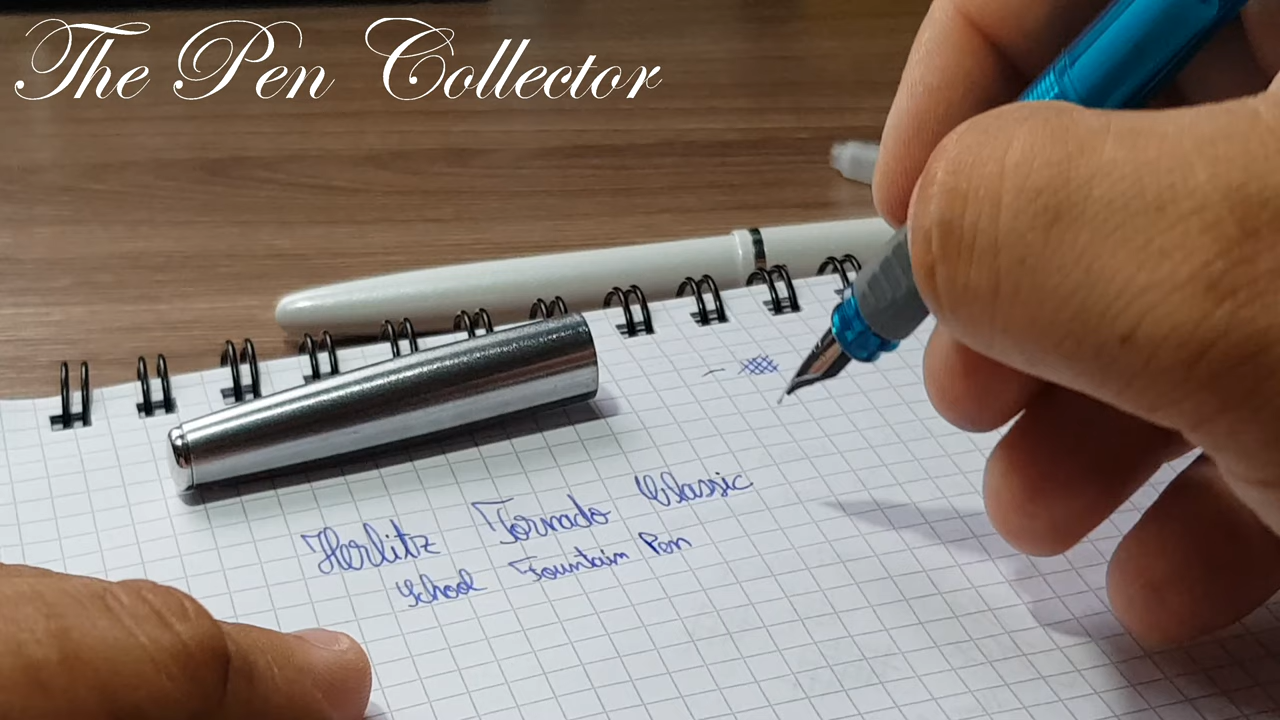 The Pen Collector
Herlitz Tornado Classic
School Fountain Pen